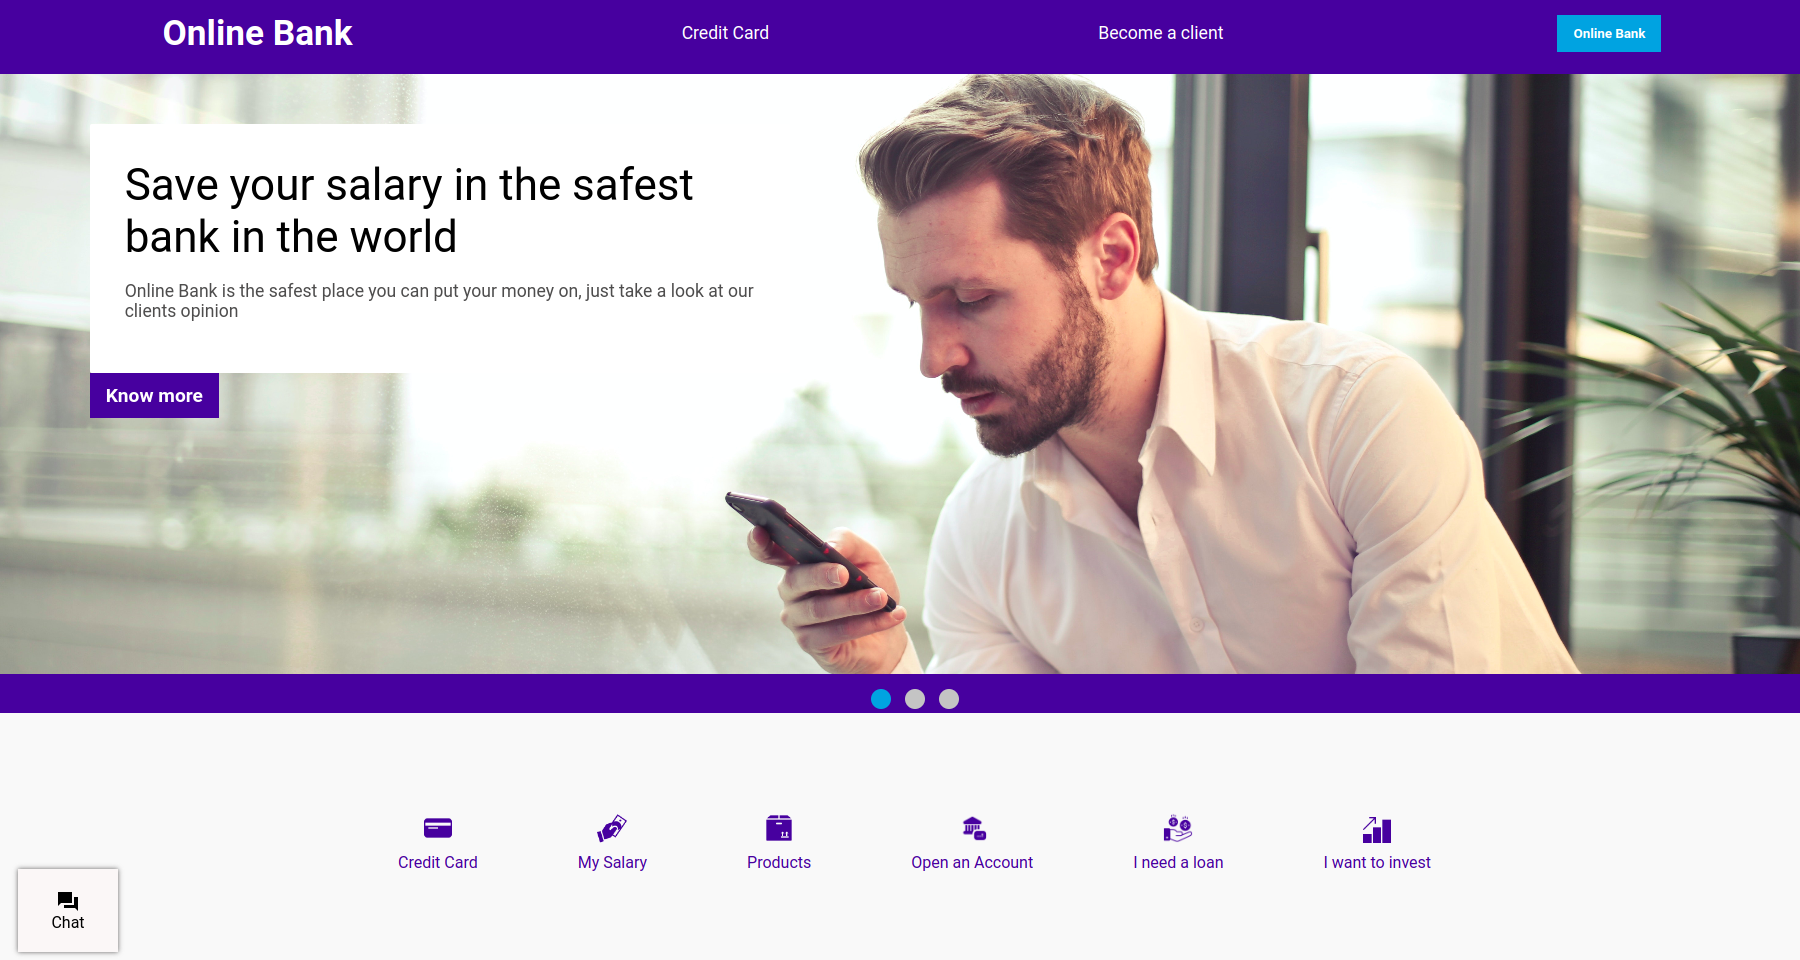 Online Bank
Credit Card
Become a client
Online Bank
Save your salary in the safest
bank in the world
Online Bank is the safest place you can put your money on, just take a look at our
clients opinion
Know more
Credit Card
My Salary
Products
Open an Account
I need a loan
I want to invest
Chat